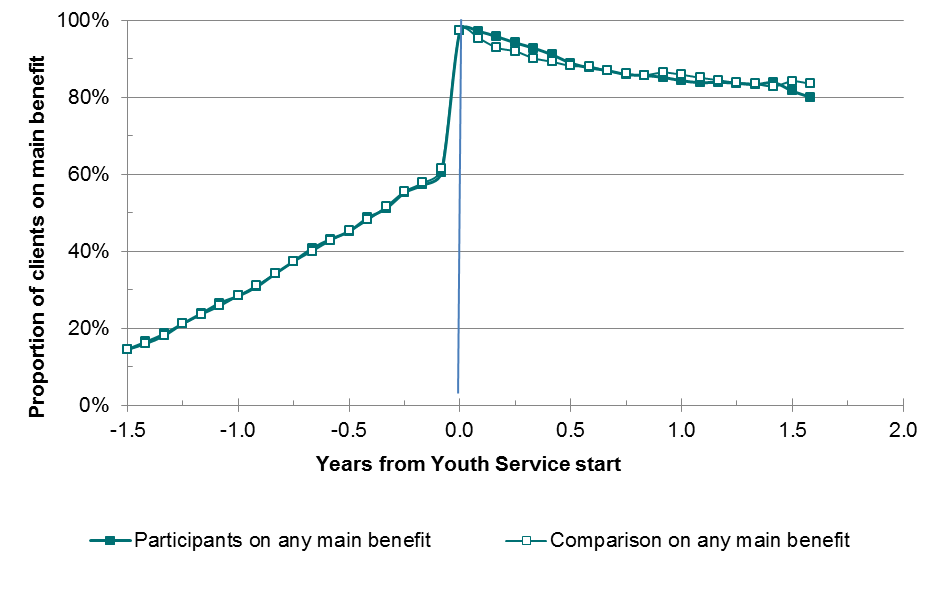 Proportion of clients on main benefit
100%
80%
60%
40%
20%
0%
-1.5 -1.0 -0.5 0.0 0.5 1.0 1.5 2.0
Years from Youth Service start
Participants on any main benefit Comparison on any main benefit